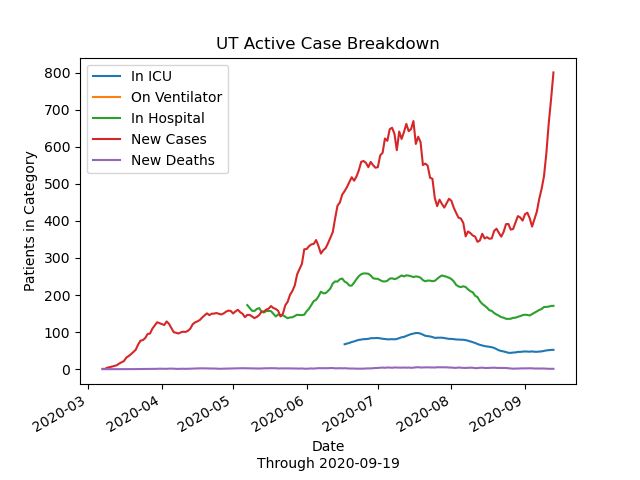 UT Active Case Breakdown
In ICU
On Ventilator
In Hospital
New Cases
New Deaths
Patients in Category
800
700
600
500
400
300
200
100
0
2020-03
2020-04
2020-05
2020-06
2020-07
2020-08
2020-09
Date
Through 2020-09-19